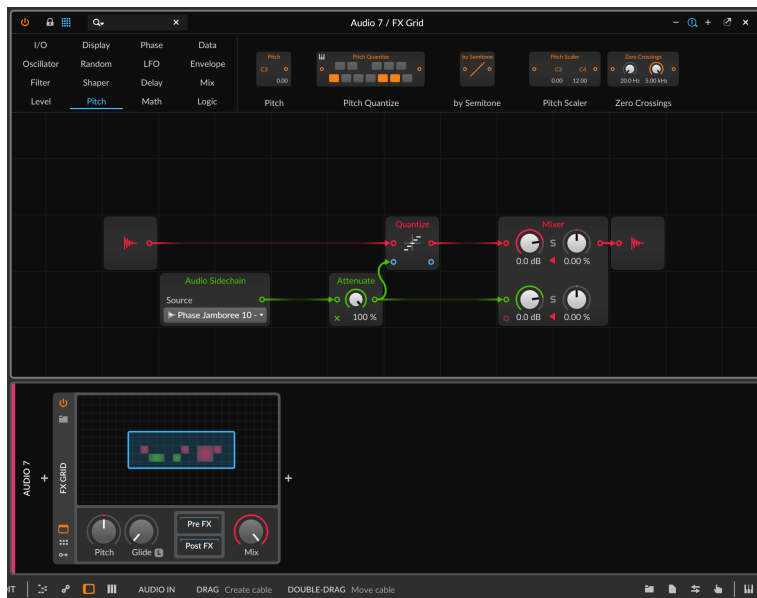 Audio 7 / FX Grid
I/O Display Phase Data
Oscillator Random LFO Envelope
Filter Shaper Delay Mix
Level Pitch Math Logic
Pitch
C3
0.00
Pitch
Pitch Quantize
Pitch Quantize
by Semitone
by Semitone
Pitch Scaler
C3 C4
0.00 12.00
Pitch Scaler
Zero Crossings
20.0 Hz 5.00 kHz
Zero Crossings
Quantize
Mixer
S
0.0 dB 0.00 %
Audio Sidechain
Source
Phase Jamboree 10 -
Attenuate
100 %
S
0.0 dB 0.00 %
AUDIO 7
FX GRID
Pitch
Glide L
Pre FX
Post FX
Mix
IT
AUDIO IN DRAG Create cable DOUBLE-DRAG Move cable